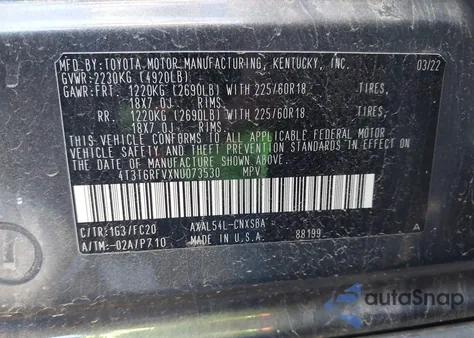 MFD.BY:TOYOTA MOTOR MANUFACTURING, KENTUCKY, INC. 03/22
GVWR:2230KG (4920LB)
GAWR:FRT. 1220KG (2690LB) WITH 225/60R18 TIRES,
18X7.0J RIMS,
RR. 1220KG (2690LB) WITH 225/60R18 TIRES,
18X7.0J RIMS,
THIS VEHICLE CONFORMS TO ALL APPLICABLE FEDERAL MOTOR
VEHICLE SAFETY AND THEFT PREVENTION STANDARDS IN EFFECT
ON THE DATE OF MANUFACTURE SHOWN ABOVE.
4T3T6RFVXNU073530 MPV
C/TR:163/FC20 AXAL54L-CNXSBA
A/TM:-02A/P710 MADE IN U.S.A. 88199 A
autoSnap